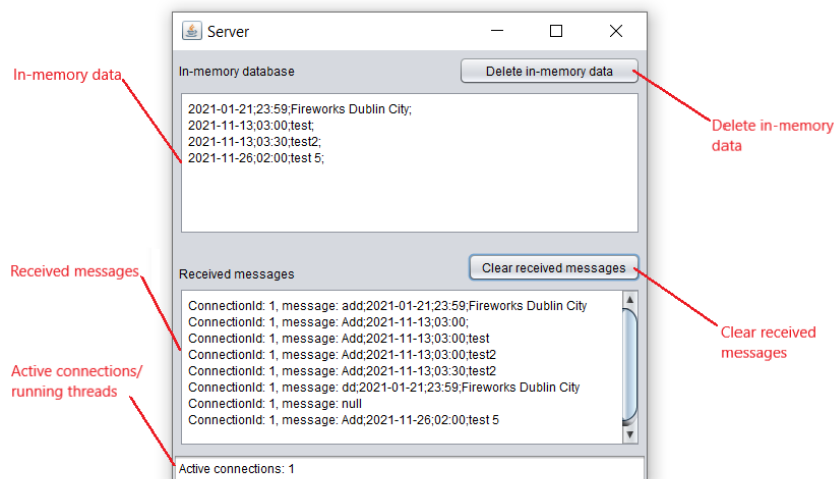 Server
In-memory database
Delete in-memory data
In-memory data
2021-01-21;23:59;Fireworks Dublin City;
2021-11-13;03:00;test;
2021-11-13;03:30;test2;
2021-11-26;02:00;test 5;
Delete in-memory
data
Received messages
Received messages
Clear received messages
ConnectionId: 1, message: add;2021-01-21;23:59;Fireworks Dublin City
ConnectionId: 1, message: Add;2021-11-13;03:00;
ConnectionId: 1, message: Add;2021-11-13;03:00;test
ConnectionId: 1, message: Add;2021-11-13;03:00;test2
ConnectionId: 1, message: Add;2021-11-13;03:30;test2
ConnectionId: 1, message: dd;2021-01-21;23:59;Fireworks Dublin City
ConnectionId: 1, message: null
ConnectionId: 1, message: Add;2021-11-26;02:00;test 5
Clear received
messages
Active connections/
running threads
Active connections: 1